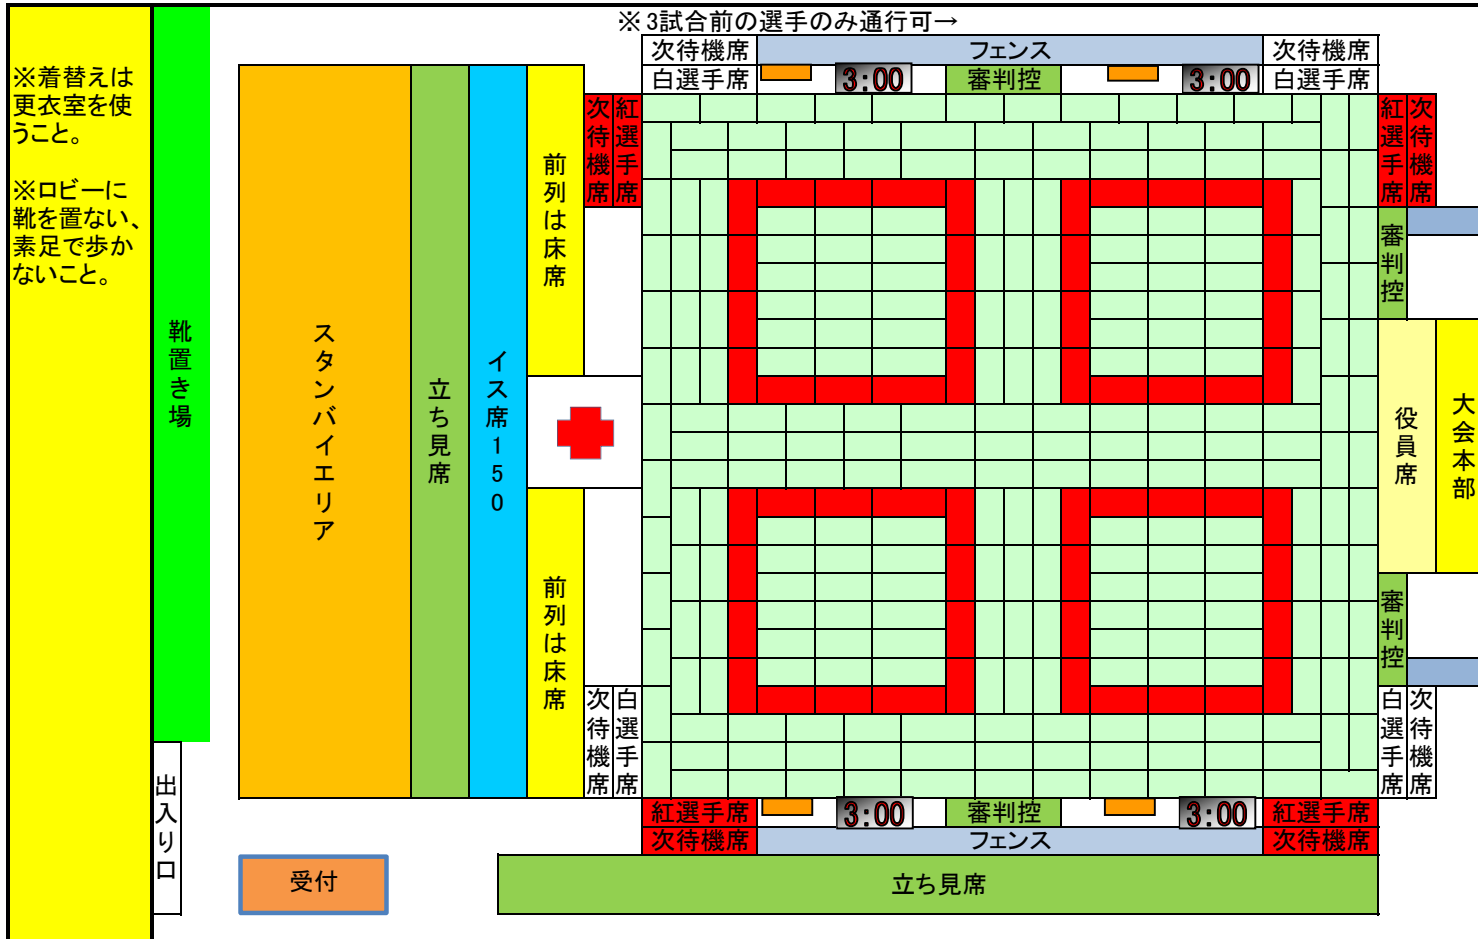 ※3試合前の選手のみ通行可→
次待機席
フェンス
次待機席
白選手席
3:00
審判控
3:00
白選手席
※着替えは
更衣室を使
うこと。
※ロビーに
靴を置ない、
素足で歩か
ないこと。
靴置き場
スタンバイエリア
立ち見席
イス席150
前列は床席
次待機席
紅選手席
紅選手席
次待機席
審判控
役員席
大会本部
前列は床席
審判控
次待機席
白選手席
白選手席
次待機席
出入り口
紅選手席
3:00
審判控
3:00
紅選手席
次待機席
フェンス
次待機席
受付
立ち見席